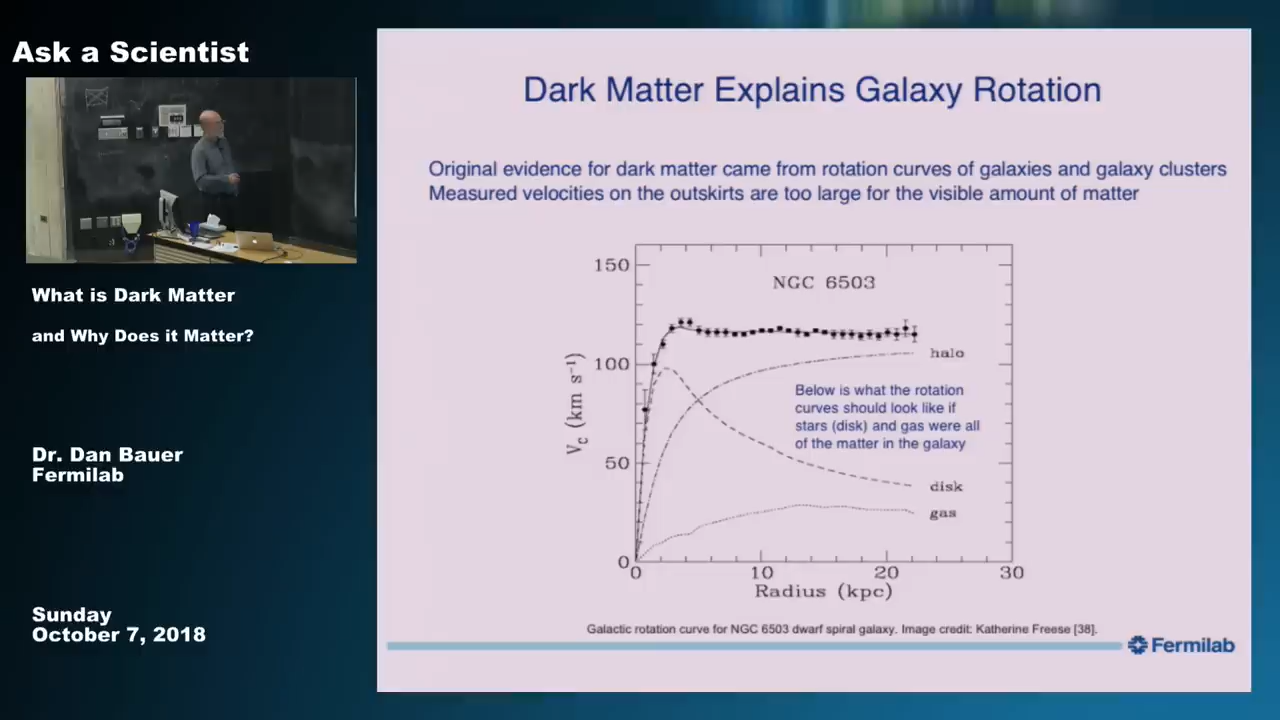 Ask a Scientist
What is Dark Matter
and Why Does it Matter?
Dr. Dan Bauer
Fermilab
Sunday
October 7, 2018
Dark Matter Explains Galaxy Rotation
Original evidence for dark matter came from rotation curves of galaxies and galaxy clusters
Measured velocities on the outskirts are too large for the visible amount of matter
NGC 6503
150
100
50
0
V_c (km s⁻¹)
halo
Below is what the rotation
curves should look like if
stars (disk) and gas were all
of the matter in the galaxy
disk
gas
0 10 20 30
Radius (kpc)
Galactic rotation curve for NGC 6503 dwarf spiral galaxy. Image credit: Katherine Freese [38].
Fermilab